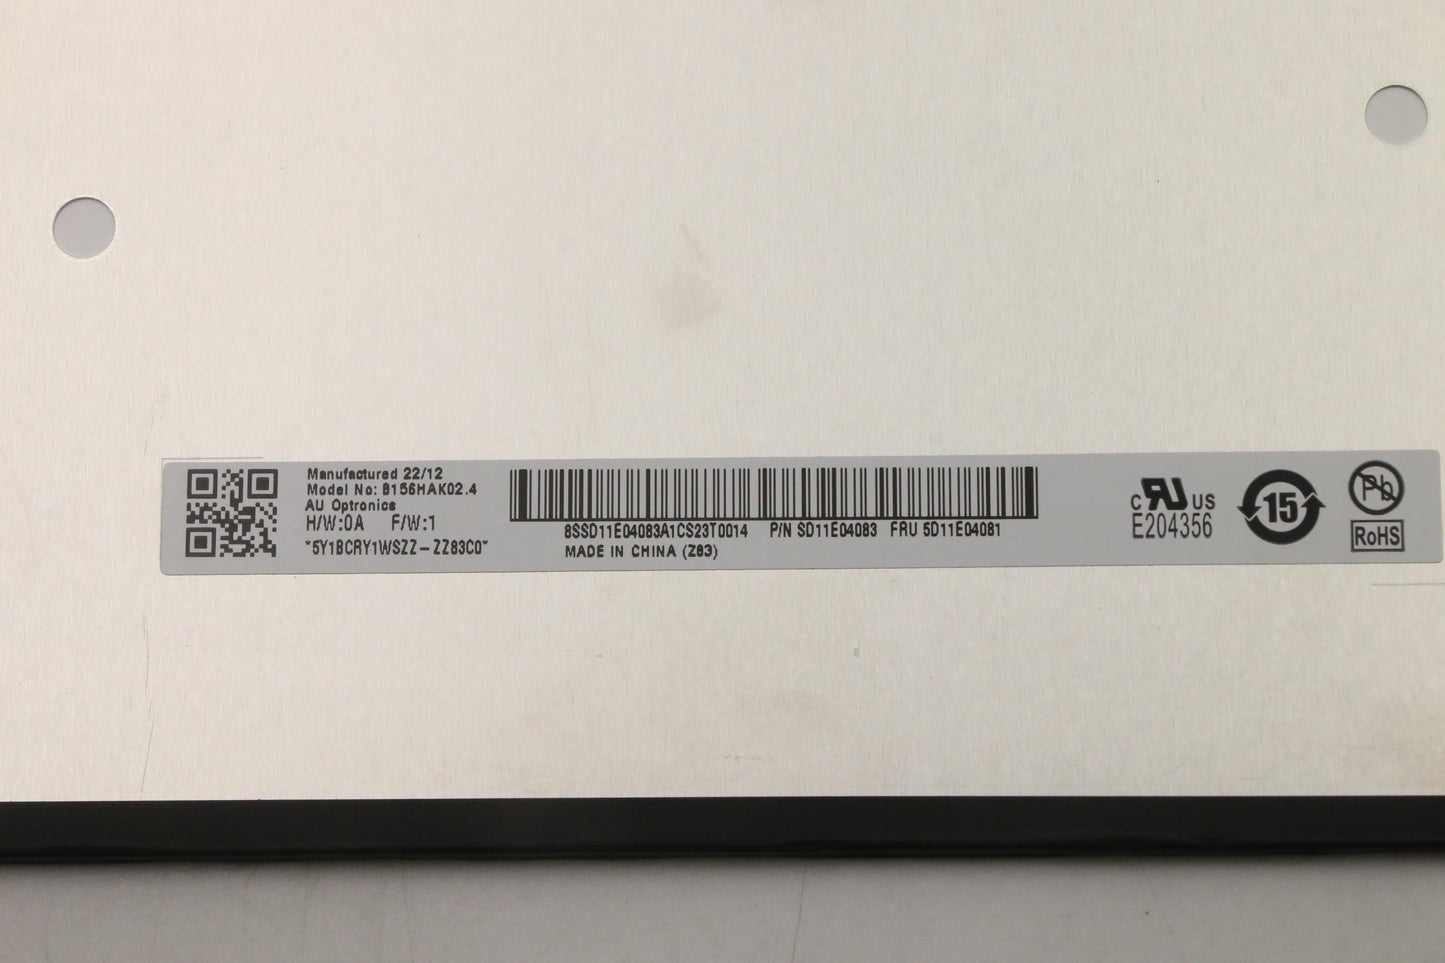 Manufactured 22/12
Model No: B156HAK02.4
AU Optronics
H/W:0A F/W:1
*5Y1BCRY1WSZZ-ZZ83C0*
8SSD11E04083A1CS23T0014 P/N SD11E04083 FRU 5D11E04081
MADE IN CHINA (Z83)
c RU US
E204356
15
Pb
RoHS